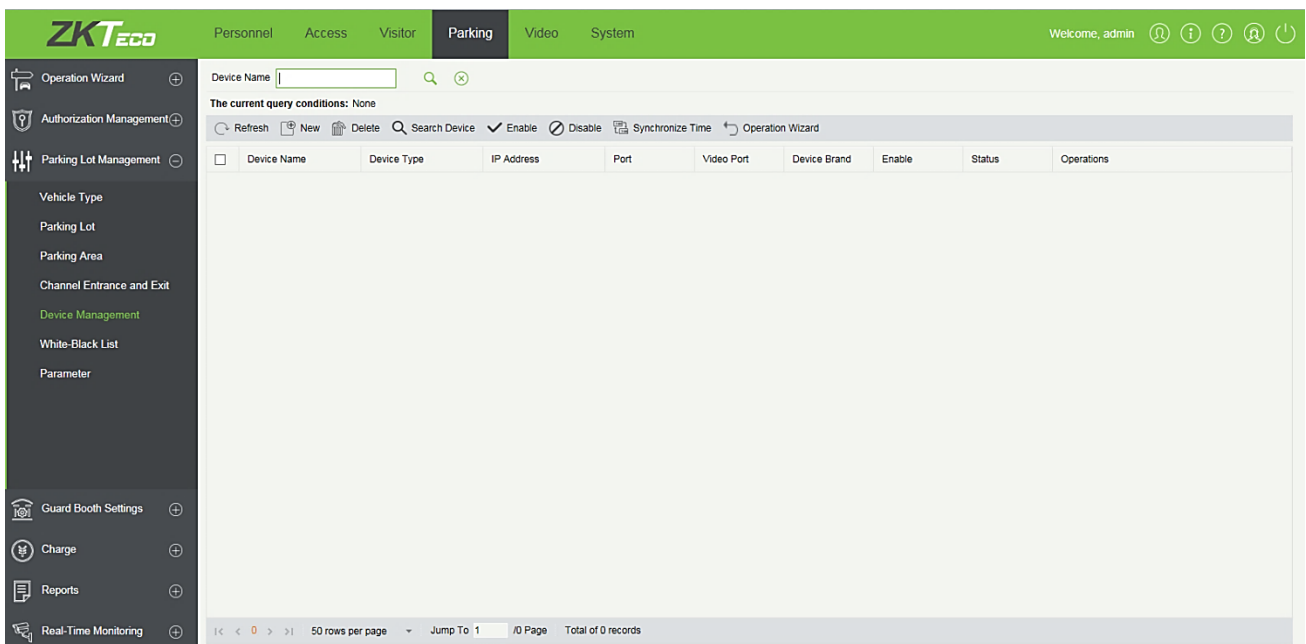 ZKTECO
Personnel Access Visitor Parking Video System
Welcome, admin
Operation Wizard
Authorization Management
Parking Lot Management
Vehicle Type
Parking Lot
Parking Area
Channel Entrance and Exit
Device Management
White-Black List
Parameter
Guard Booth Settings
Charge
Reports
Real-Time Monitoring
Device Name
The current query conditions: None
Refresh New Delete Search Device Enable Disable Synchronize Time Operation Wizard
Device Name Device Type IP Address Port Video Port Device Brand Enable Status Operations
|< < 0 > >| 50 rows per page Jump To 1 /0 Page Total of 0 records